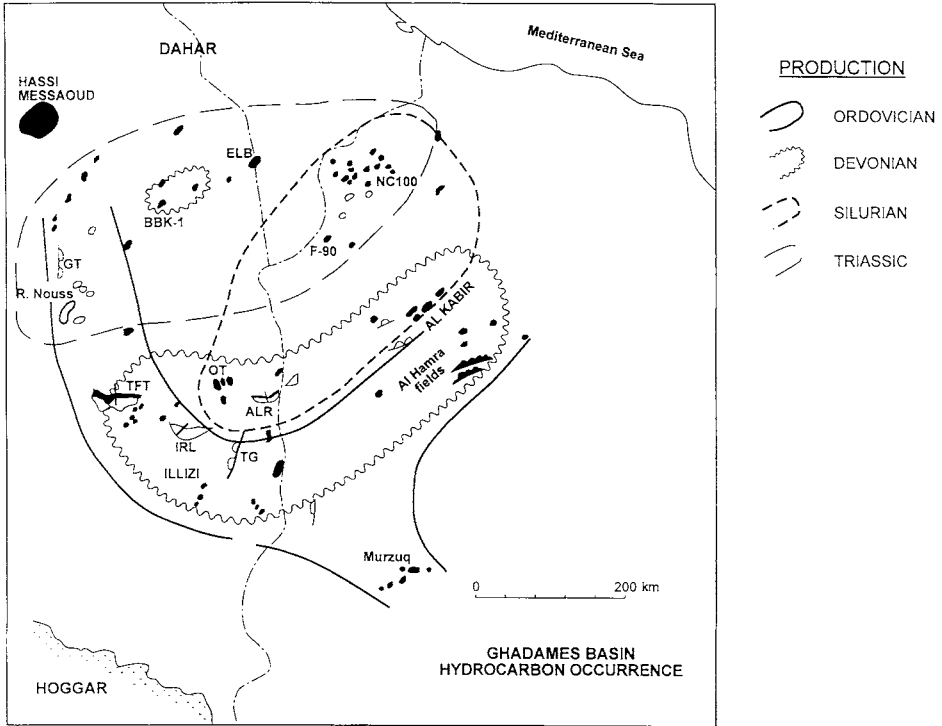 DAHAR
Mediterranean Sea
HASSI
MESSAOUD
ELB
NC100
BBK-1
F-90
GT
R. Nouss
AL KABIR
OT
Al Hamra
fields
TFT
ALR
IRL
TG
ILLIZI
Murzuq
0 200 km
GHADAMES BASIN
HYDROCARBON OCCURRENCE
HOGGAR
PRODUCTION
ORDOVICIAN
DEVONIAN
SILURIAN
TRIASSIC